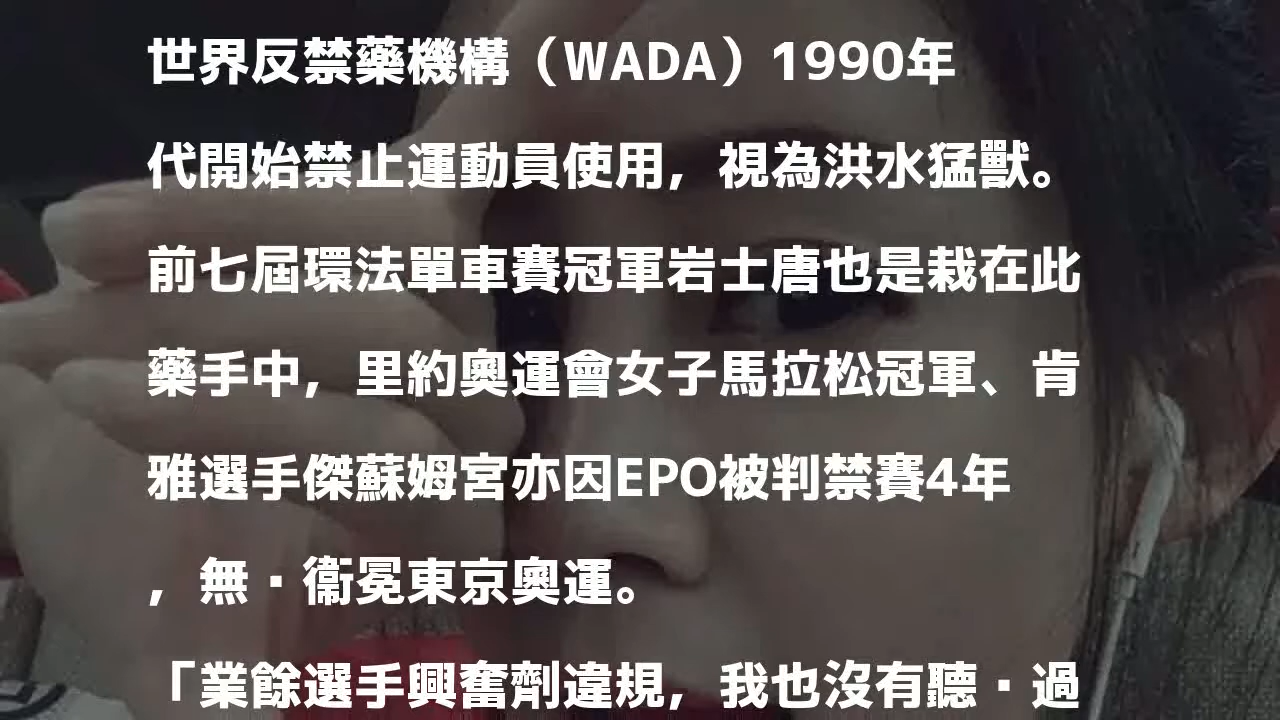 世界反禁藥機構（WADA）1990年
代開始禁止運動員使用，視為洪水猛獸。
前七屆環法單車賽冠軍岩士唐也是栽在此
藥手中，里約奧運會女子馬拉松冠軍、肯
雅選手傑蘇姆宮亦因EPO被判禁賽4年
，無·衞冕東京奧運。
「業餘選手興奮劑違規，我也沒有聽·過